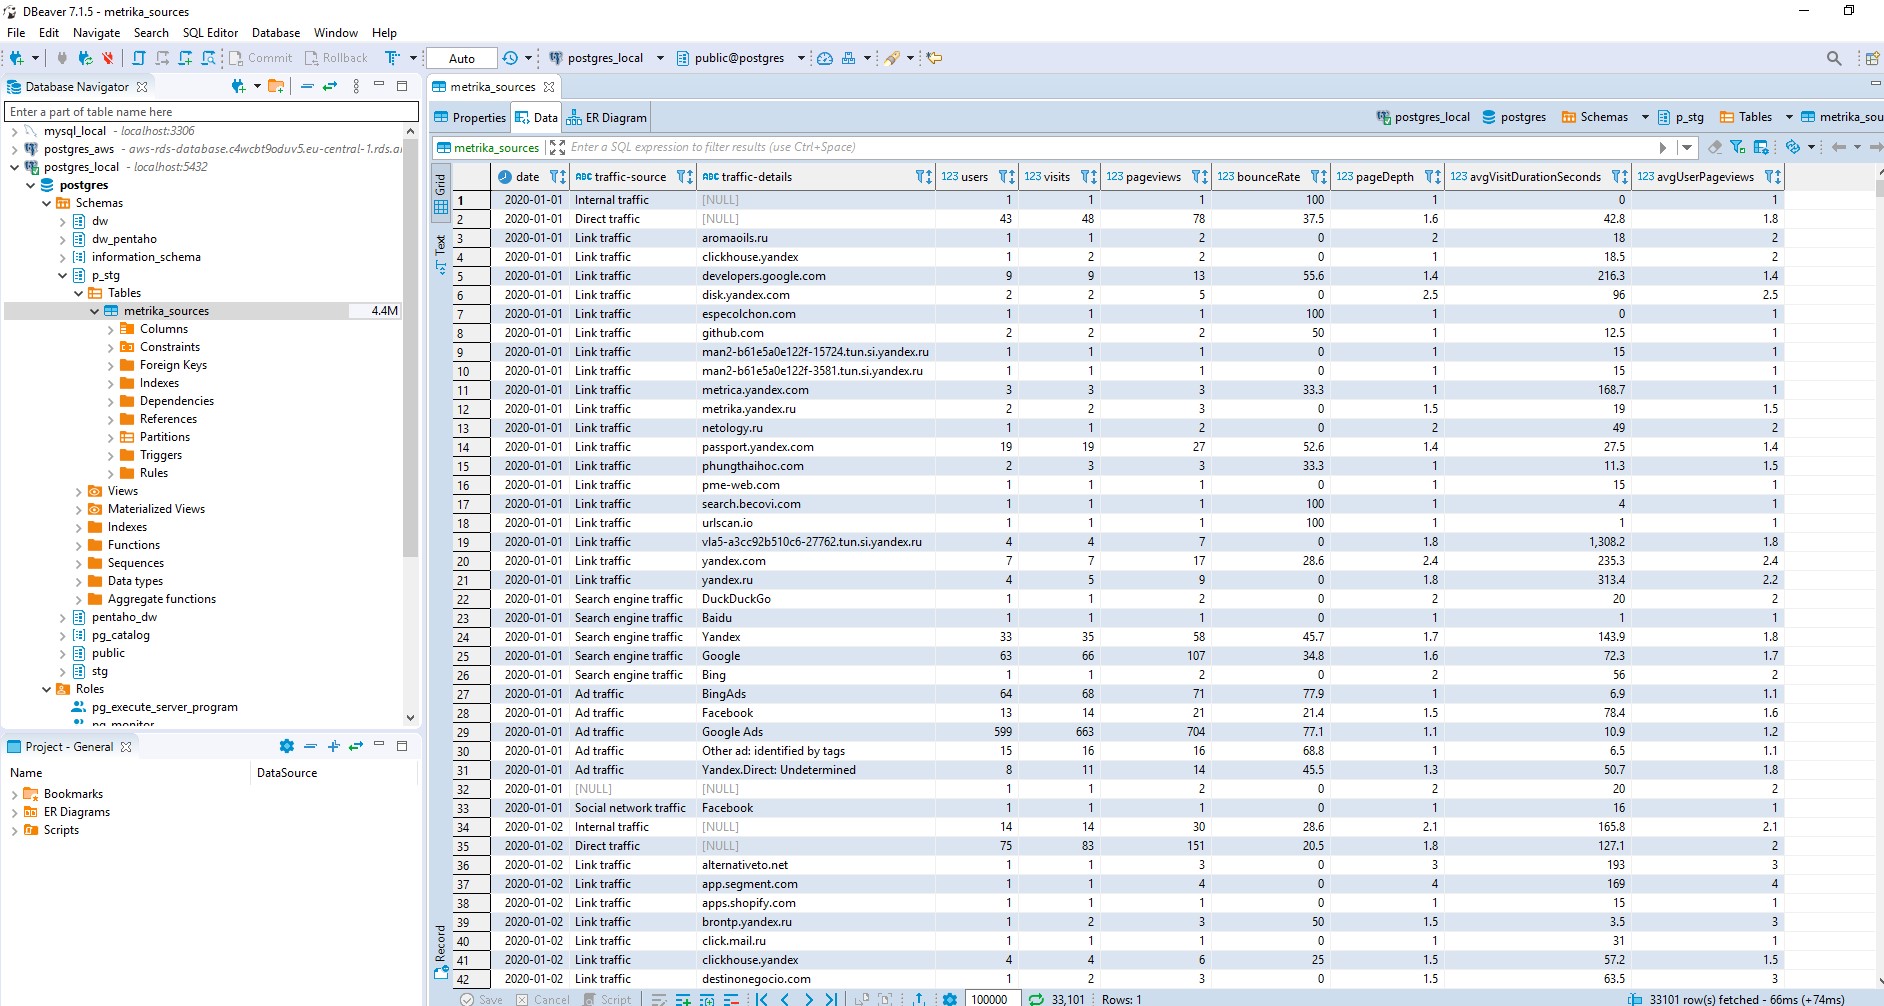 DBeaver 7.1.5 - metrika_sources
File Edit Navigate Search SQL Editor Database Window Help
Commit Rollback Auto postgres_local public@postgres
Database Navigator
Enter a part of table name here
mysql_local - localhost:3306
postgres_aws - aws-rds-database.c4wcbt9oduv5.eu-central-1.rds.a
postgres_local - localhost:5432
postgres
Schemas
dw
dw_pentaho
information_schema
p_stg
Tables
metrika_sources 4.4M
Columns
Constraints
Foreign Keys
Indexes
Dependencies
References
Partitions
Triggers
Rules
Views
Materialized Views
Indexes
Functions
Sequences
Data types
Aggregate functions
pentaho_dw
pg_catalog
public
stg
Roles
pg_execute_server_program
pg_monitor
Project - General
Name DataSource
Bookmarks
ER Diagrams
Scripts
metrika_sources
Properties Data ER Diagram postgres_local postgres Schemas p_stg Tables metrika_sou
metrika_sources Enter a SQL expression to filter results (use Ctrl+Space)
Grid
Text
Record
date ABC traffic-source ABC traffic-details 123 users 123 visits 123 pageviews 123 bounceRate 123 pageDepth 123 avgVisitDurationSeconds 123 avgUserPageviews
1 2020-01-01 Internal traffic [NULL] 1 1 1 100 1 0 1
2 2020-01-01 Direct traffic [NULL] 43 48 78 37.5 1.6 42.8 1.8
3 2020-01-01 Link traffic aromaoils.ru 1 1 2 0 2 18 2
4 2020-01-01 Link traffic clickhouse.yandex 1 2 2 0 1 18.5 2
5 2020-01-01 Link traffic developers.google.com 9 9 13 55.6 1.4 216.3 1.4
6 2020-01-01 Link traffic disk.yandex.com 2 2 5 0 2.5 96 2.5
7 2020-01-01 Link traffic especolchon.com 1 1 1 100 1 0 1
8 2020-01-01 Link traffic github.com 2 2 2 50 1 12.5 1
9 2020-01-01 Link traffic man2-b61e5a0e122f-15724.tun.si.yandex.ru 1 1 1 0 1 15 1
10 2020-01-01 Link traffic man2-b61e5a0e122f-3581.tun.si.yandex.ru 1 1 1 0 1 15 1
11 2020-01-01 Link traffic metrica.yandex.com 3 3 3 33.3 1 168.7 1
12 2020-01-01 Link traffic metrika.yandex.ru 2 2 3 0 1.5 19 1.5
13 2020-01-01 Link traffic netology.ru 1 1 2 0 2 49 2
14 2020-01-01 Link traffic passport.yandex.com 19 19 27 52.6 1.4 27.5 1.4
15 2020-01-01 Link traffic phungthaihoc.com 2 3 3 33.3 1 11.3 1.5
16 2020-01-01 Link traffic pme-web.com 1 1 1 0 1 15 1
17 2020-01-01 Link traffic search.becovi.com 1 1 1 100 1 4 1
18 2020-01-01 Link traffic urlscan.io 1 1 1 100 1 1 1
19 2020-01-01 Link traffic vla5-a3cc92b510c6-27762.tun.si.yandex.ru 4 4 7 0 1.8 1,308.2 1.8
20 2020-01-01 Link traffic yandex.com 7 7 17 28.6 2.4 235.3 2.4
21 2020-01-01 Link traffic yandex.ru 4 5 9 0 1.8 313.4 2.2
22 2020-01-01 Search engine traffic DuckDuckGo 1 1 2 0 2 20 2
23 2020-01-01 Search engine traffic Baidu 1 1 1 0 1 1 1
24 2020-01-01 Search engine traffic Yandex 33 35 58 45.7 1.7 143.9 1.8
25 2020-01-01 Search engine traffic Google 63 66 107 34.8 1.6 72.3 1.7
26 2020-01-01 Search engine traffic Bing 1 1 2 0 2 56 2
27 2020-01-01 Ad traffic BingAds 64 68 71 77.9 1 6.9 1.1
28 2020-01-01 Ad traffic Facebook 13 14 21 21.4 1.5 78.4 1.6
29 2020-01-01 Ad traffic Google Ads 599 663 704 77.1 1.1 10.9 1.2
30 2020-01-01 Ad traffic Other ad: identified by tags 15 16 16 68.8 1 6.5 1.1
31 2020-01-01 Ad traffic Yandex.Direct: Undetermined 8 11 14 45.5 1.3 50.7 1.8
32 2020-01-01 [NULL] [NULL] 1 1 2 0 2 20 2
33 2020-01-01 Social network traffic Facebook 1 1 1 0 1 16 1
34 2020-01-02 Internal traffic [NULL] 14 14 30 28.6 2.1 165.8 2.1
35 2020-01-02 Direct traffic [NULL] 75 83 151 20.5 1.8 127.1 2
36 2020-01-02 Link traffic alternativeto.net 1 1 3 0 3 193 3
37 2020-01-02 Link traffic app.segment.com 1 1 4 0 4 169 4
38 2020-01-02 Link traffic apps.shopify.com 1 1 1 0 1 15 1
39 2020-01-02 Link traffic brontp.yandex.ru 1 2 3 50 1.5 3.5 3
40 2020-01-02 Link traffic click.mail.ru 1 1 1 0 1 31 1
41 2020-01-02 Link traffic clickhouse.yandex 4 4 6 25 1.5 57.2 1.5
42 2020-01-02 Link traffic destinonegocio.com 1 2 3 0 1.5 63.5 3
Save Cancel Script 100000 33,101 Rows: 1 33101 row(s) fetched - 66ms (+74ms)